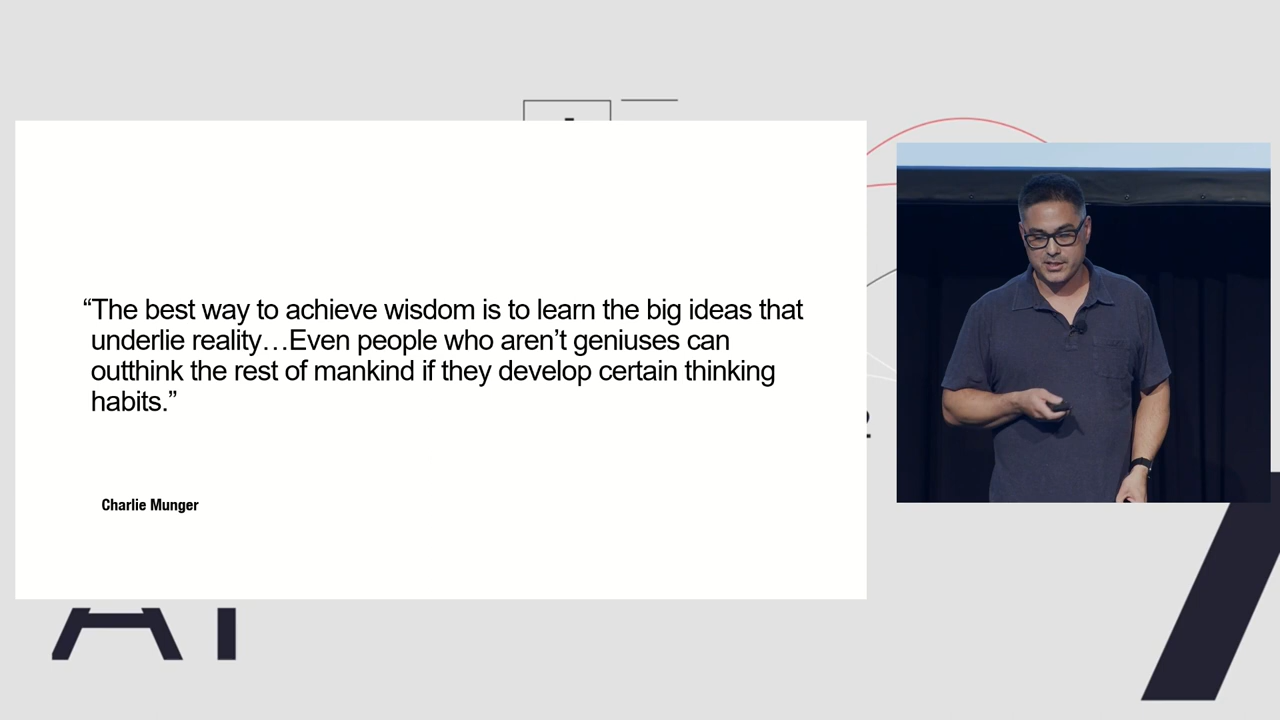 “The best way to achieve wisdom is to learn the big ideas that
underlie reality…Even people who aren’t geniuses can
outthink the rest of mankind if they develop certain thinking
habits.”
Charlie Munger